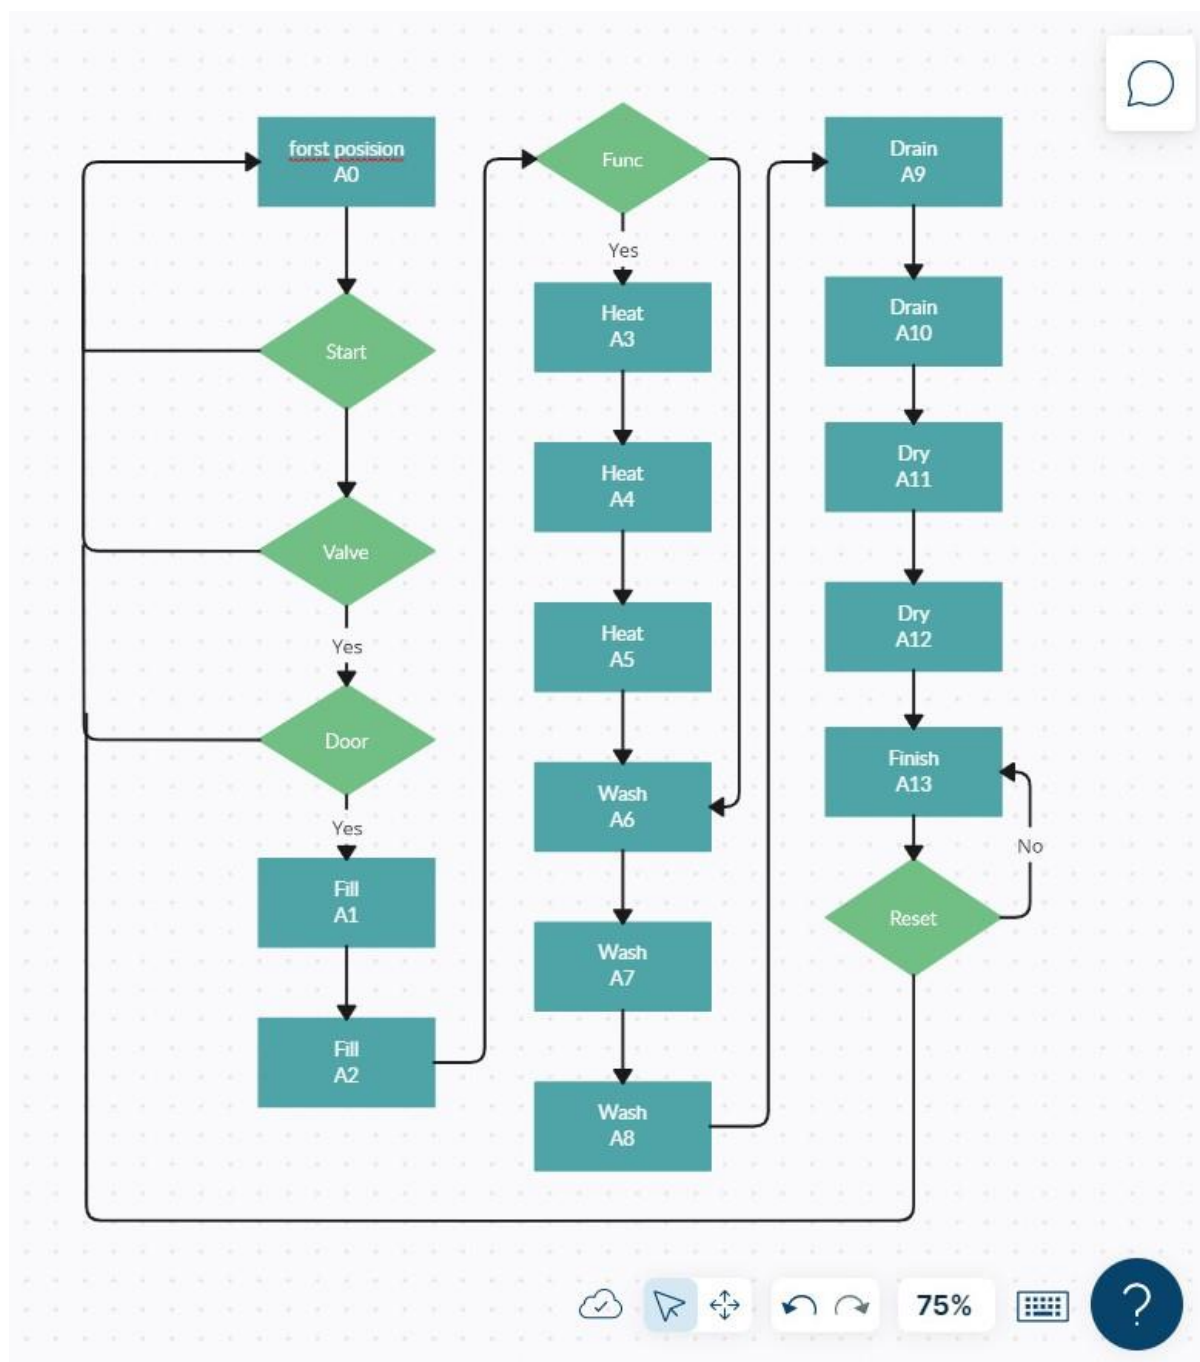 forst posision
A0
Start
Valve
Yes
Door
Yes
Fill
A1
Fill
A2
Func
Yes
Heat
A3
Heat
A4
Heat
A5
Wash
A6
Wash
A7
Wash
A8
Drain
A9
Drain
A10
Dry
A11
Dry
A12
Finish
A13
No
Reset
75%
?